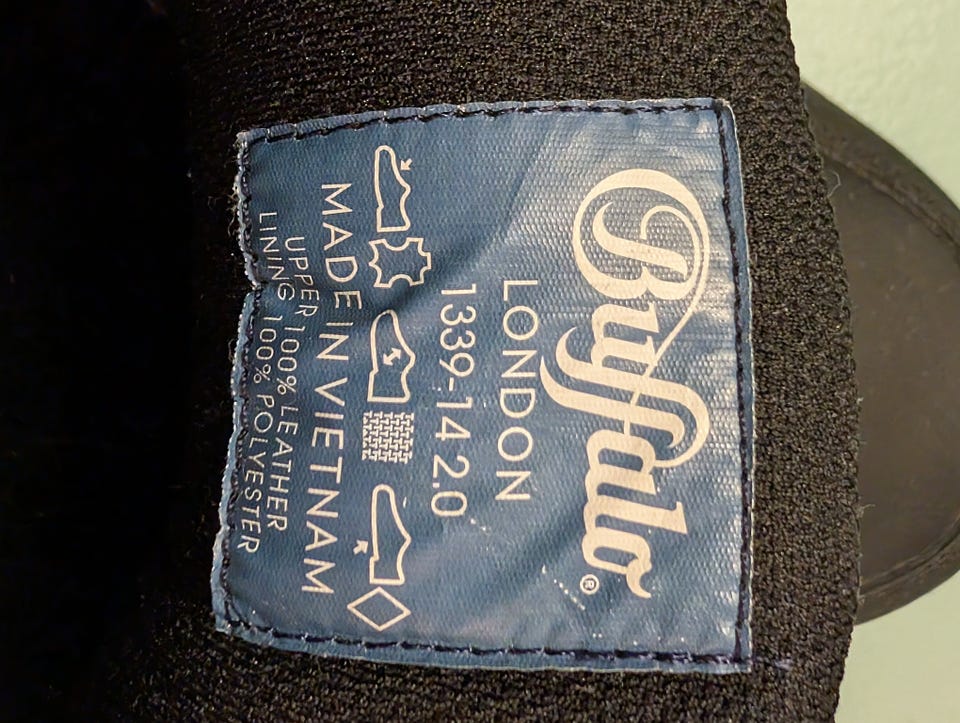 Buffalo®
LONDON
1339-14 2.0
MADE IN VIETNAM
UPPER 100% LEATHER
LINING 100% POLYESTER